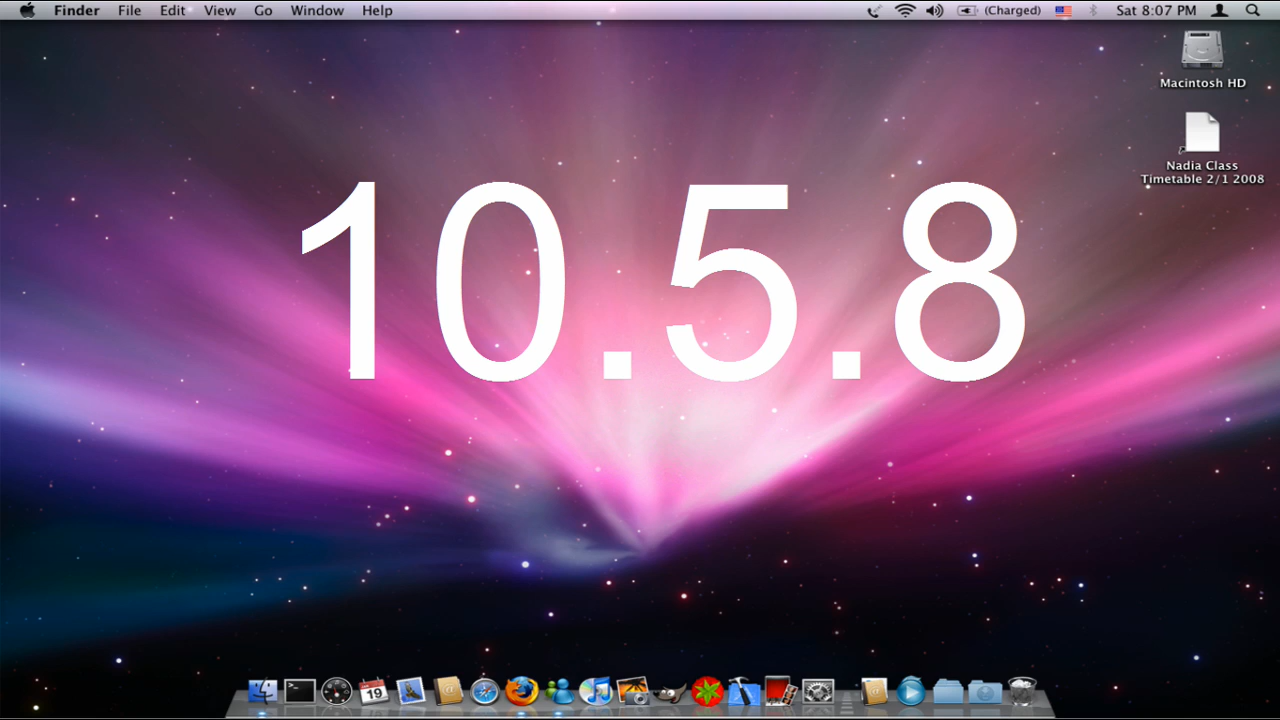 Finder File Edit View Go Window Help (Charged) Sat 8:07 PM
Macintosh HD
Nadia Class
Timetable 2/1 2008
10.5.8
19